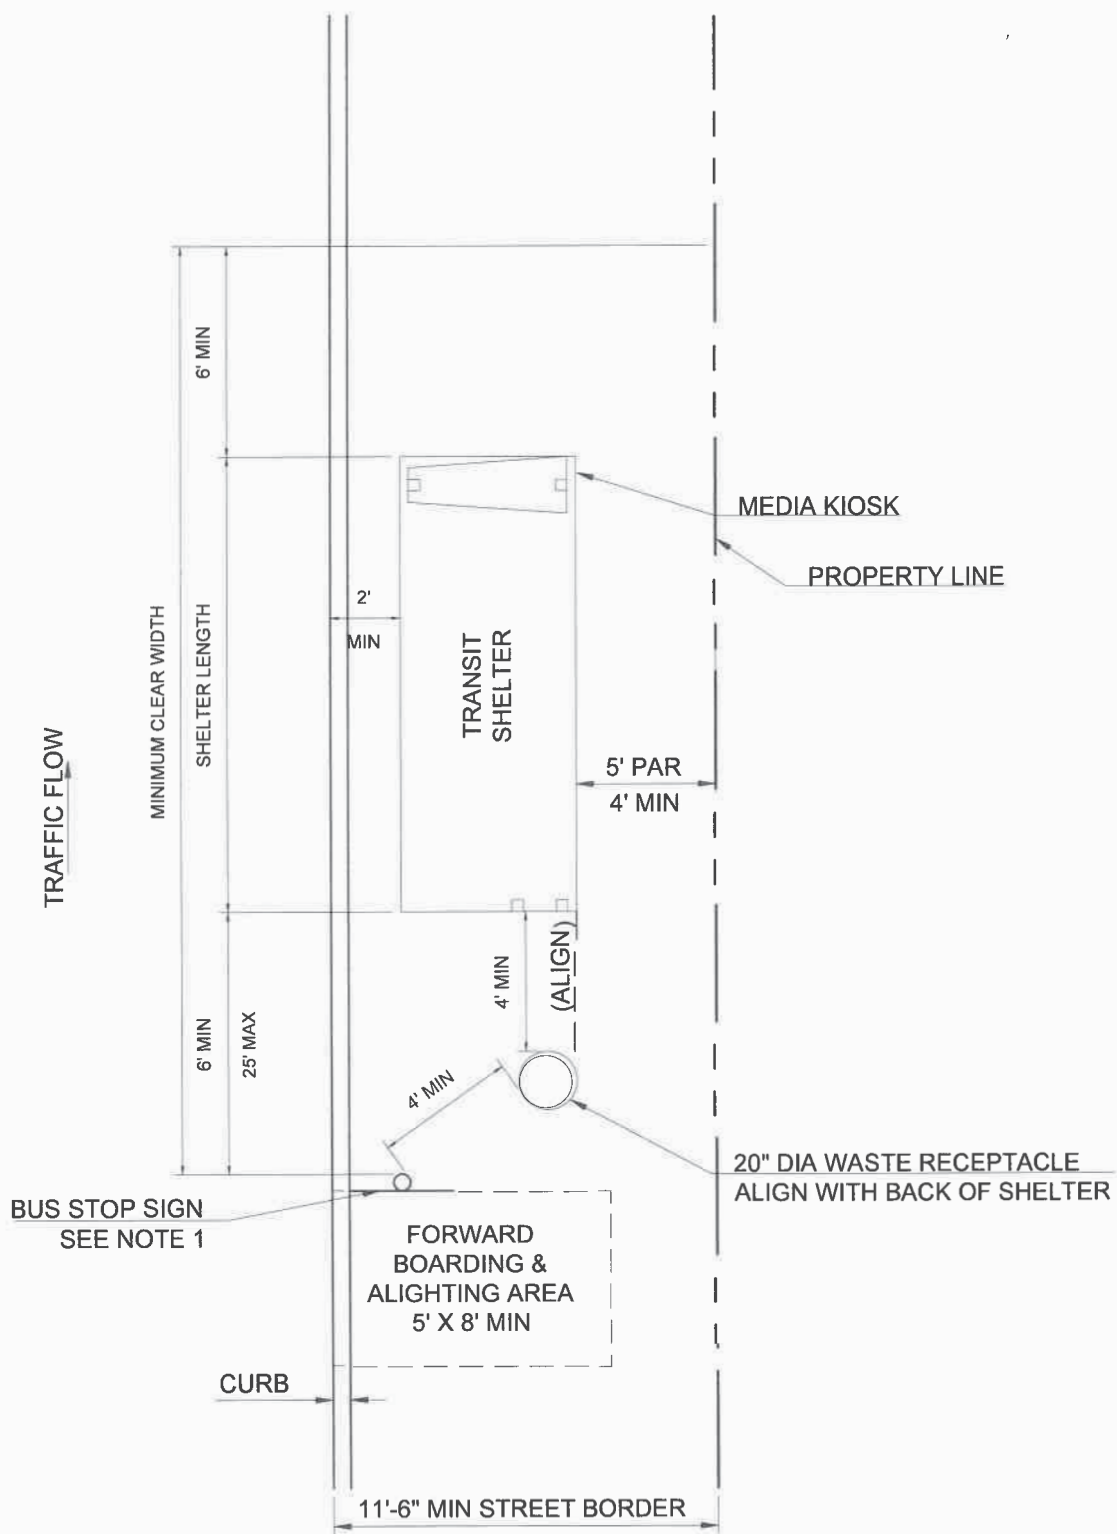 6' MIN
MEDIA KIOSK
PROPERTY LINE
2'
MIN
TRANSIT
SHELTER
MINIMUM CLEAR WIDTH
SHELTER LENGTH
TRAFFIC FLOW
5' PAR
4' MIN
4' MIN
(ALIGN)
6' MIN
25' MAX
4' MIN
20" DIA WASTE RECEPTACLE
ALIGN WITH BACK OF SHELTER
BUS STOP SIGN
SEE NOTE 1
FORWARD
BOARDING &
ALIGHTING AREA
5' X 8' MIN
CURB
11'-6" MIN STREET BORDER